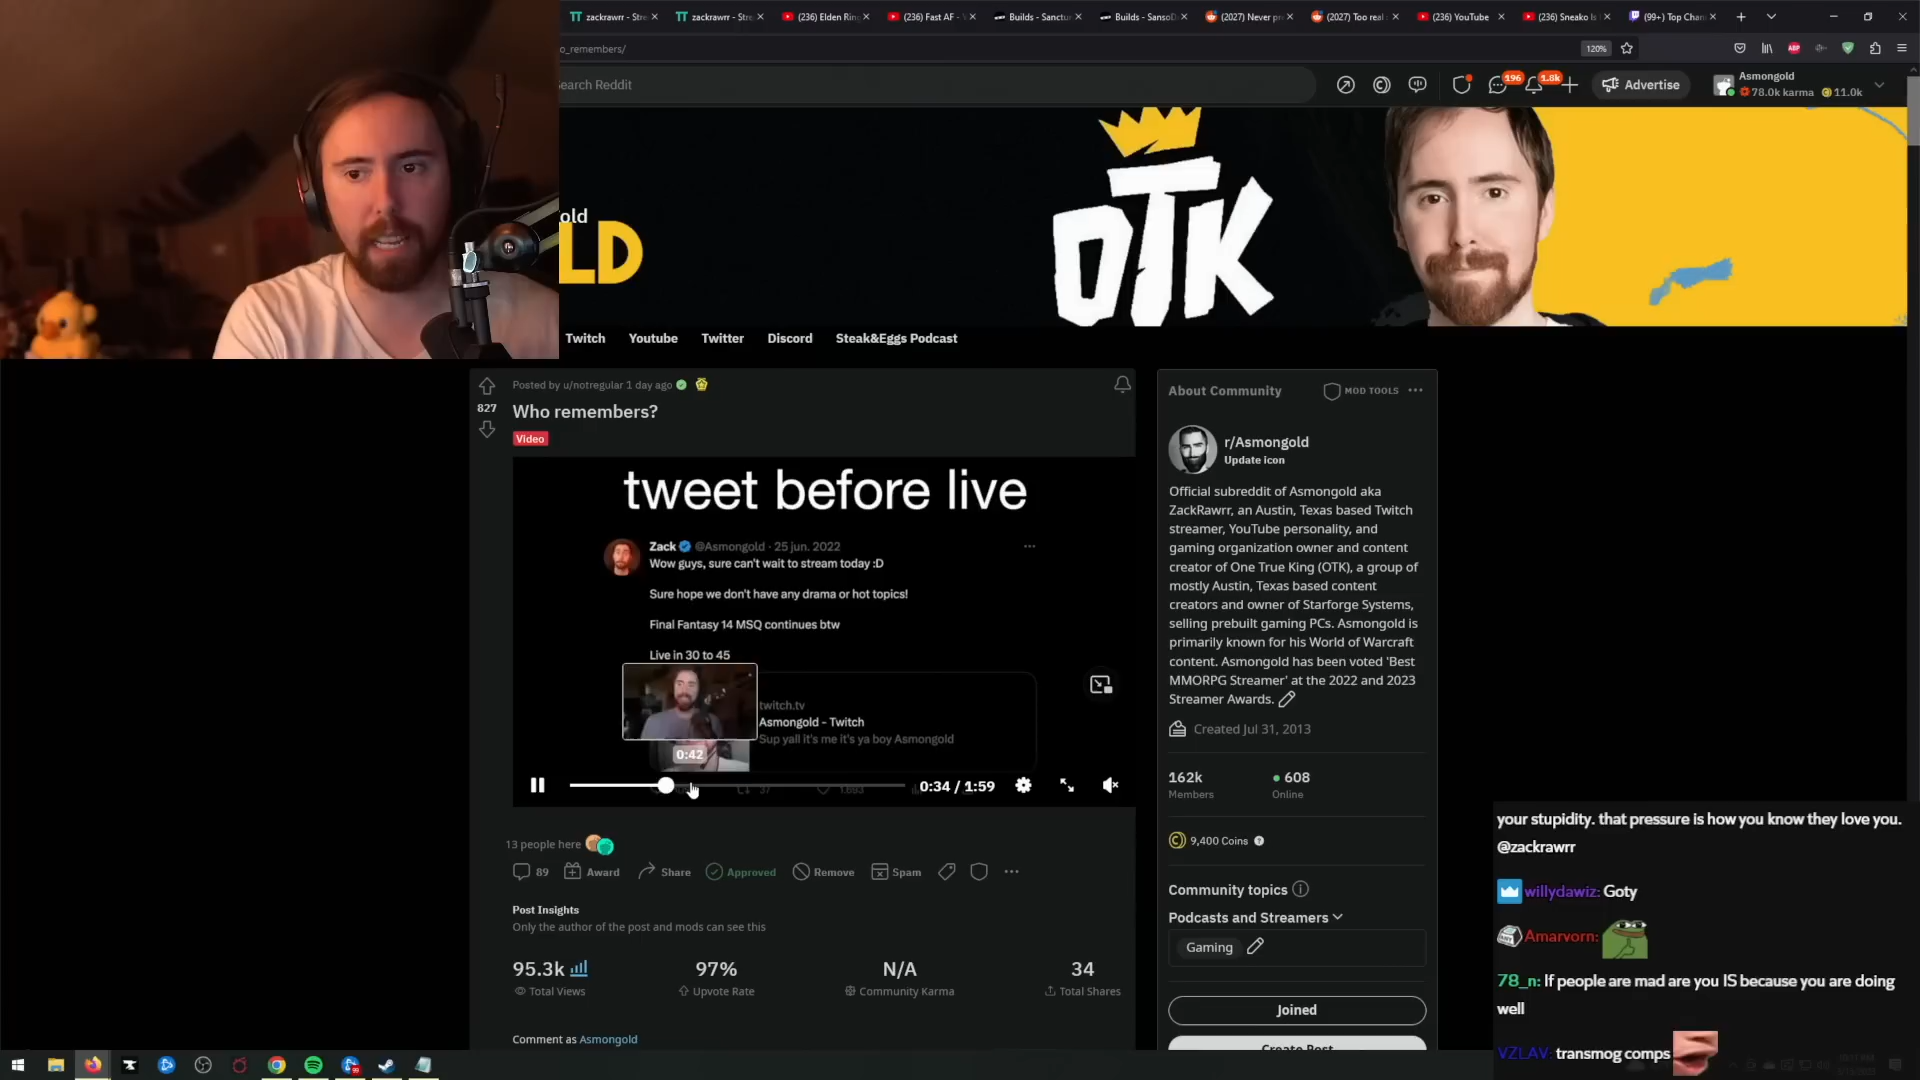 zackrawrr - Stre
zackrawrr - Stre
(236) Elden Rin
(236) Fast AF -
Builds - Sanctu
Builds - SansoD
(2027) Never p
(2027) Too real
(236) YouTube
(236) Sneako Is
(99+) Top Chan
o_remembers/
120%
Search Reddit
196
1.8k
Advertise
Asmongold
78.0k karma
11.0k
old
LD
OTK
Twitch
Youtube
Twitter
Discord
Steak&Eggs Podcast
Posted by u/notregular 1 day ago
827
Who remembers?
Video
tweet before live
Zack @Asmongold · 25 jun. 2022
Wow guys, sure can't wait to stream today :D
Sure hope we don't have any drama or hot topics!
Final Fantasy 14 MSQ continues btw
Live in 30 to 45
twitch.tv
Asmongold - Twitch
Sup yall it's me it's ya boy Asmongold
0:42
0:34 / 1:59
13 people here
89
Award
Share
Approved
Remove
Spam
Post Insights
Only the author of the post and mods can see this
95.3k
Total Views
97%
Upvote Rate
N/A
Community Karma
34
Total Shares
Comment as Asmongold
About Community
MOD TOOLS
r/Asmongold
Update icon
Official subreddit of Asmongold aka
ZackRawrr, an Austin, Texas based Twitch
streamer, YouTube personality, and
gaming organization owner and content
creator of One True King (OTK), a group of
mostly Austin, Texas based content
creators and owner of Starforge Systems,
selling prebuilt gaming PCs. Asmongold is
primarily known for his World of Warcraft
content. Asmongold has been voted 'Best
MMORPG Streamer' at the 2022 and 2023
Streamer Awards.
Created Jul 31, 2013
162k
Members
608
Online
9,400 Coins
Community topics
Podcasts and Streamers
Gaming
Joined
Create Post
your stupidity. that pressure is how you know they love you.
@zackrawrr
willydawiz: Goty
Amarvorn:
78_n: If people are mad are you IS because you are doing
well
VZLAV: transmog comps